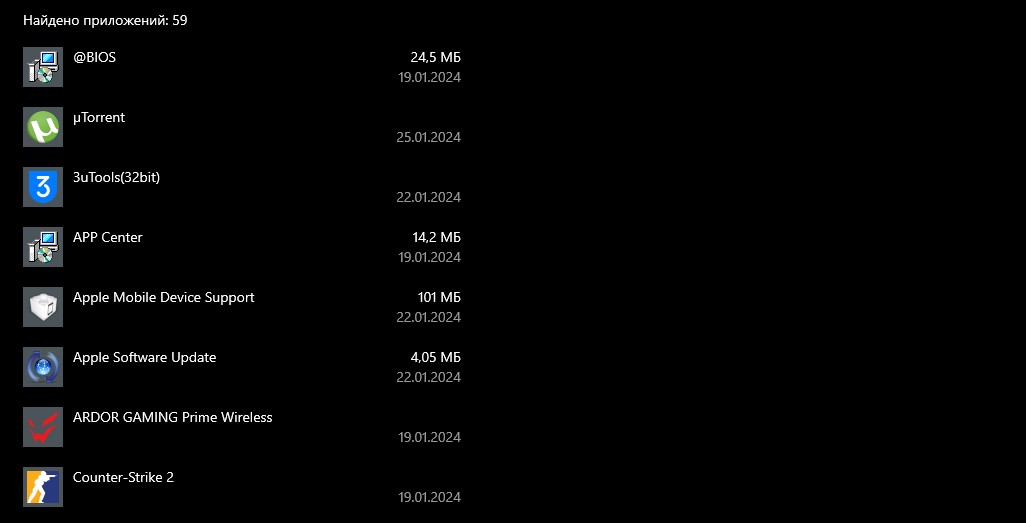 Найдено приложений: 59
@BIOS 24,5 МБ
19.01.2024
µTorrent
25.01.2024
3uTools(32bit)
22.01.2024
APP Center 14,2 МБ
19.01.2024
Apple Mobile Device Support 101 МБ
22.01.2024
Apple Software Update 4,05 МБ
22.01.2024
ARDOR GAMING Prime Wireless
19.01.2024
Counter-Strike 2
19.01.2024